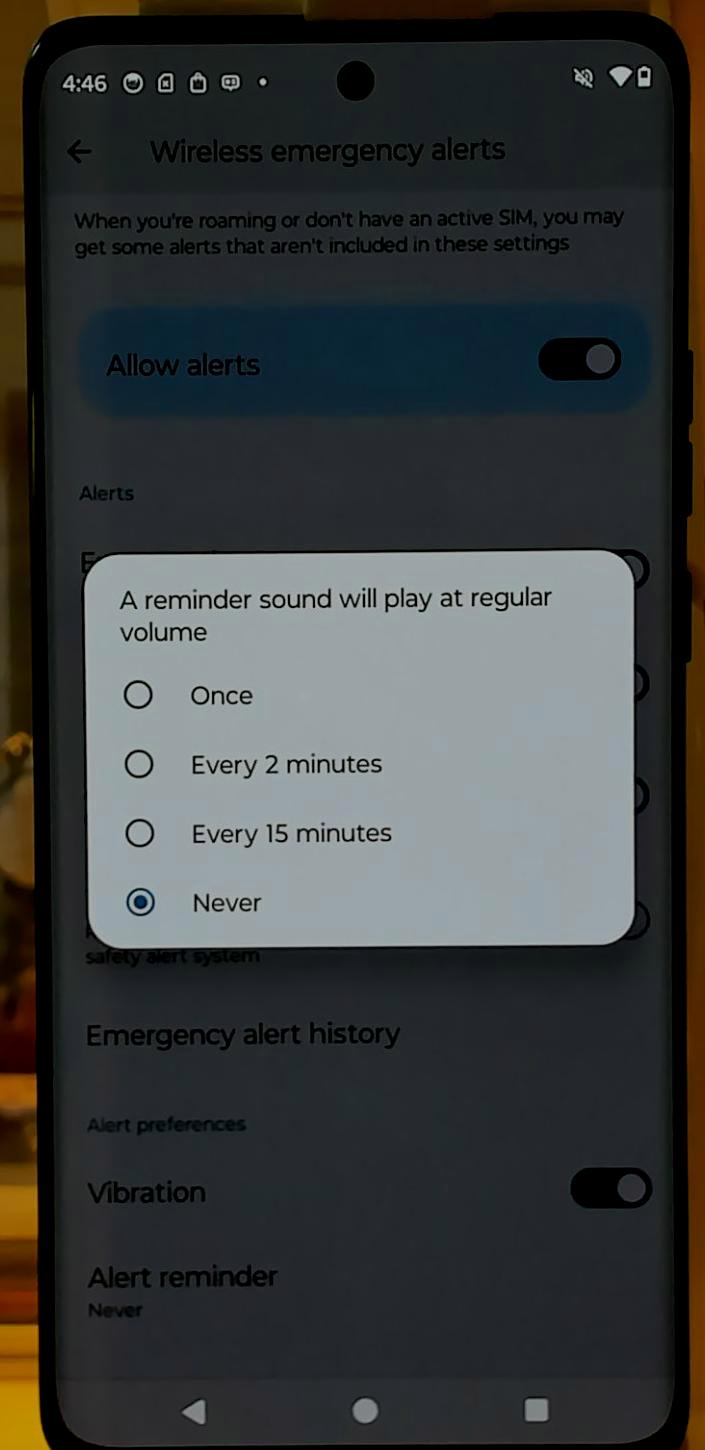 4:46
Wireless emergency alerts
When you're roaming or don't have an active SIM, you may
get some alerts that aren't included in these settings
Allow alerts
Alerts
A reminder sound will play at regular
volume
Once
Every 2 minutes
Every 15 minutes
Never
safety alert system
Emergency alert history
Alert preferences
Vibration
Alert reminder
Never